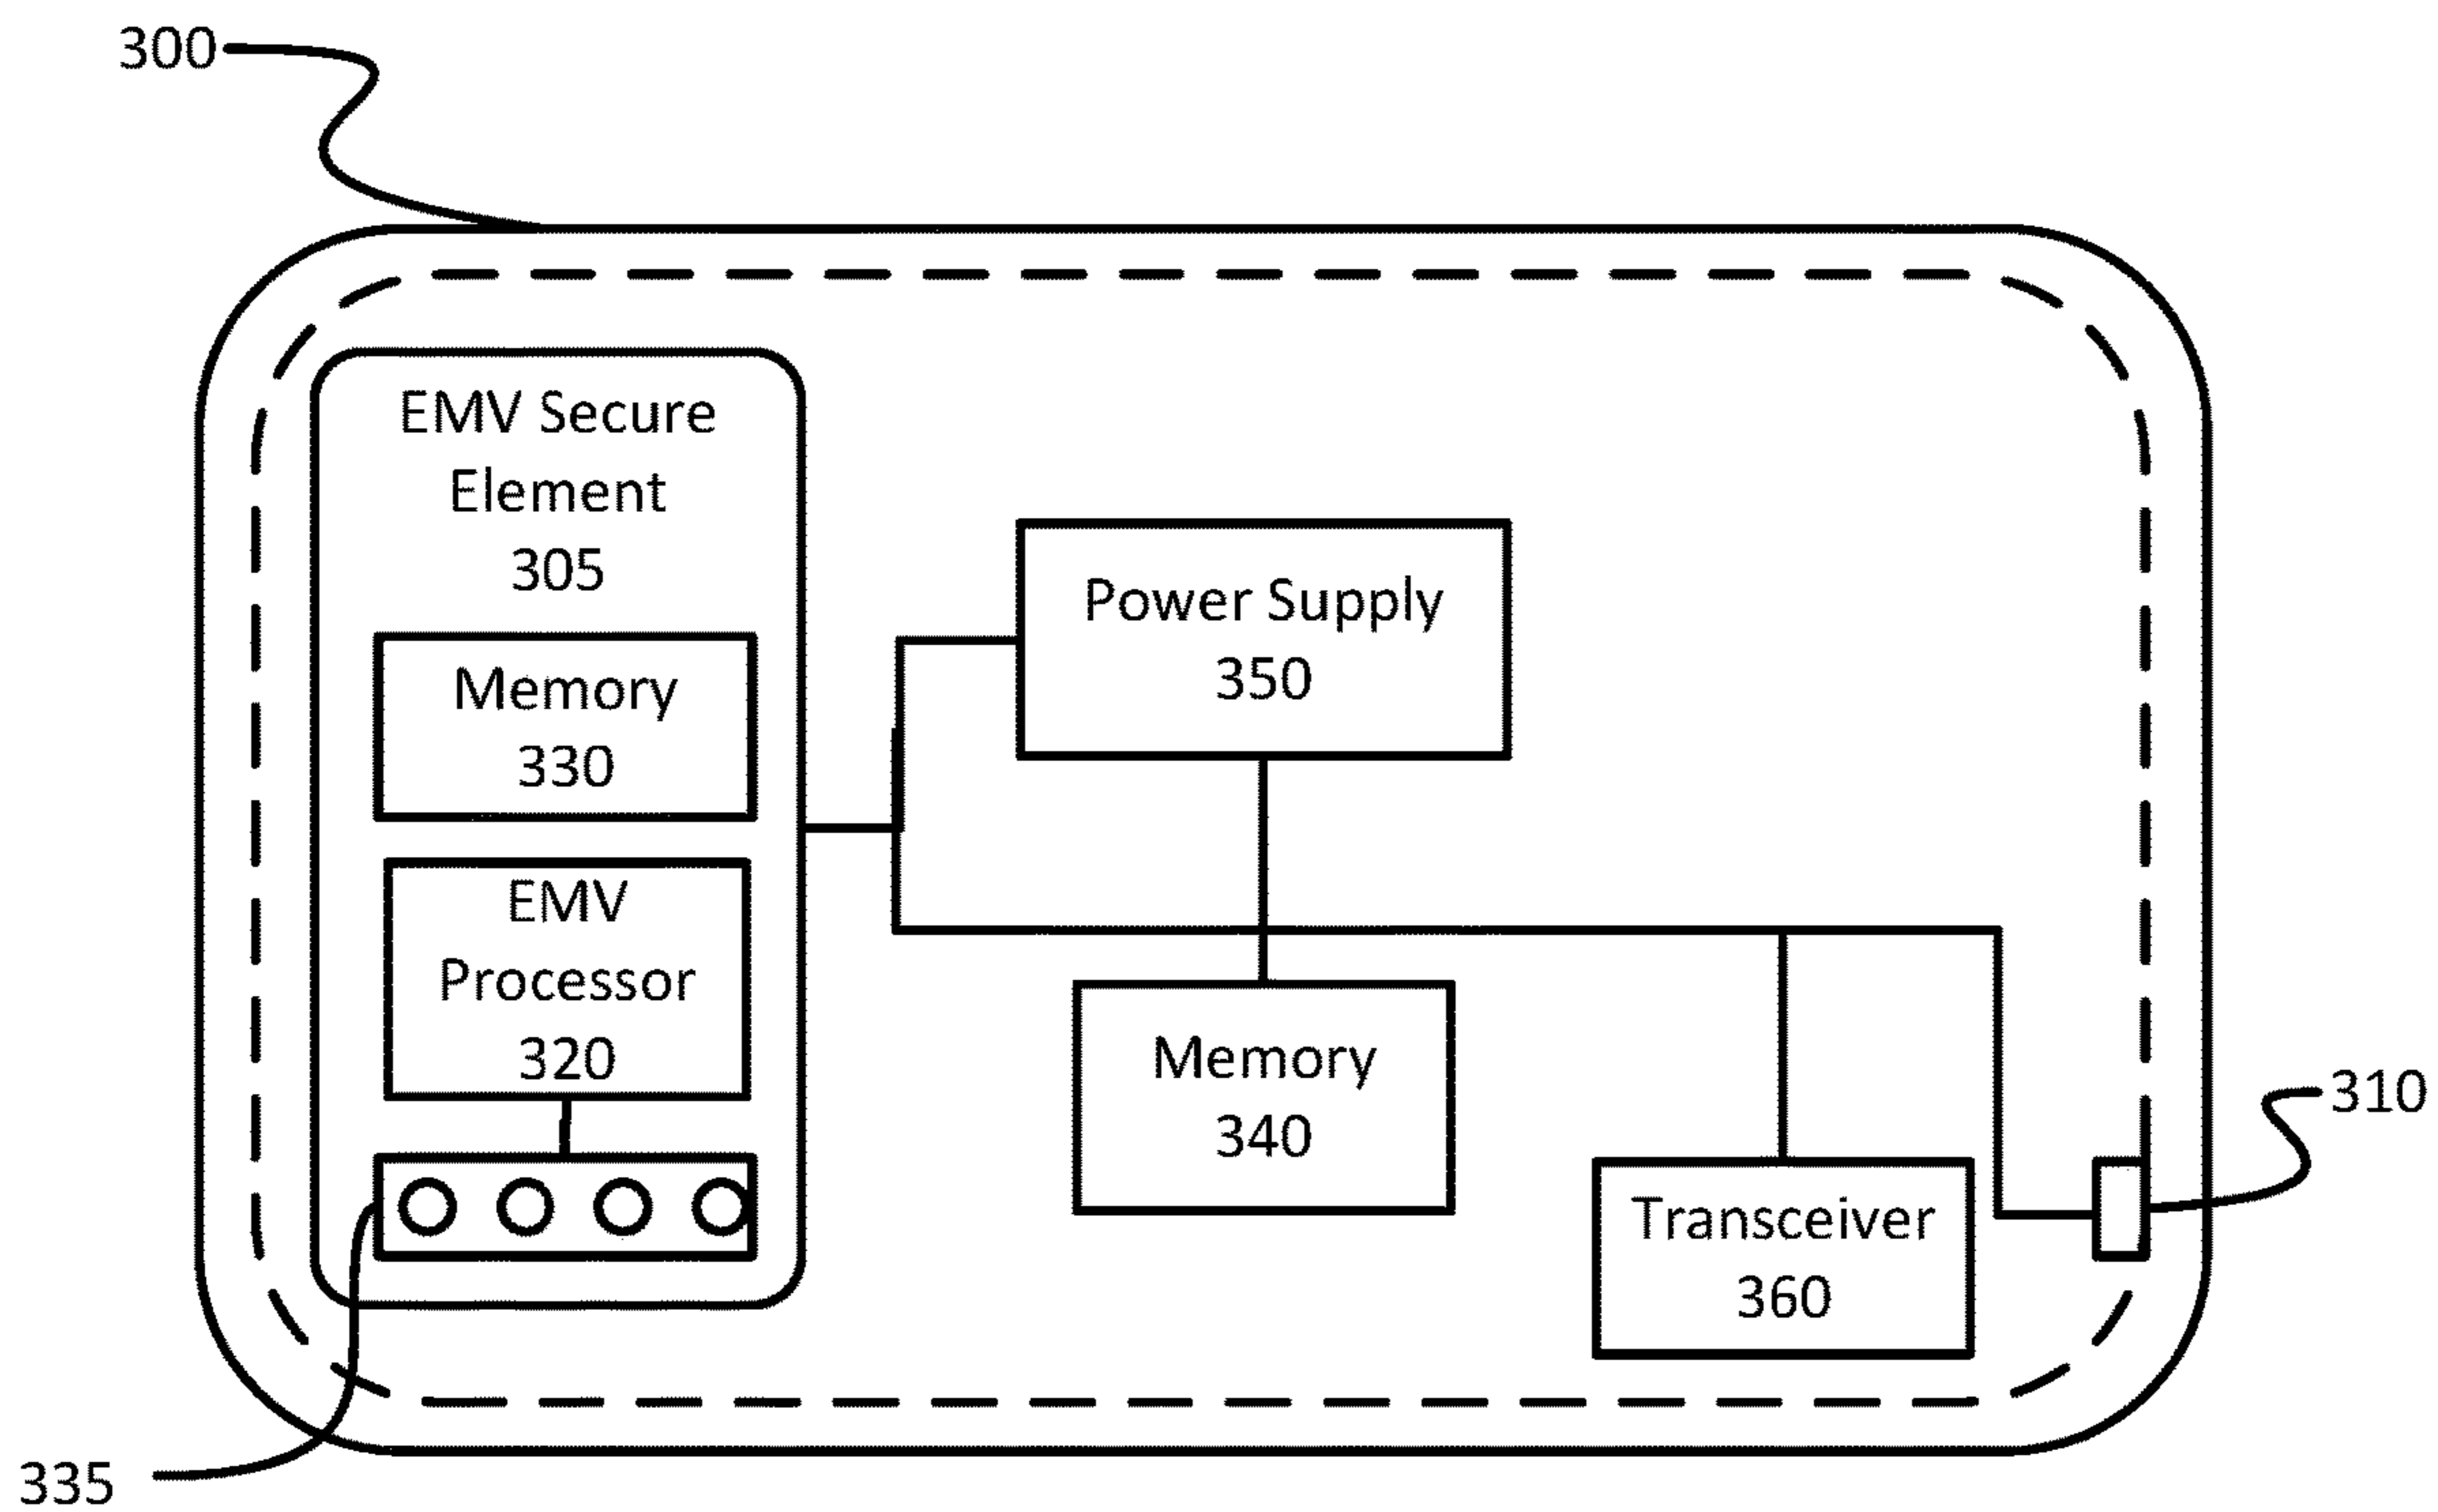 300
EMV Secure
Element
305
Memory
330
EMV
Processor
320
335
Power Supply
350
Memory
340
Transceiver
360
310